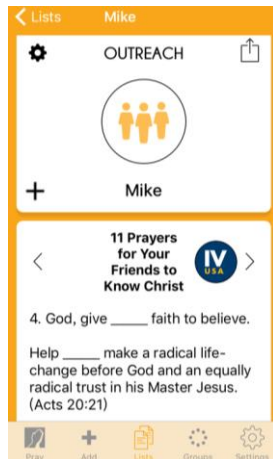 Lists Mike
OUTREACH
Mike
11 Prayers
for Your
Friends to
Know Christ
IV
USA
4. God, give _____ faith to believe.
Help _____ make a radical life-
change before God and an equally
radical trust in his Master Jesus.
(Acts 20:21)
Pray Add Lists Groups Settings